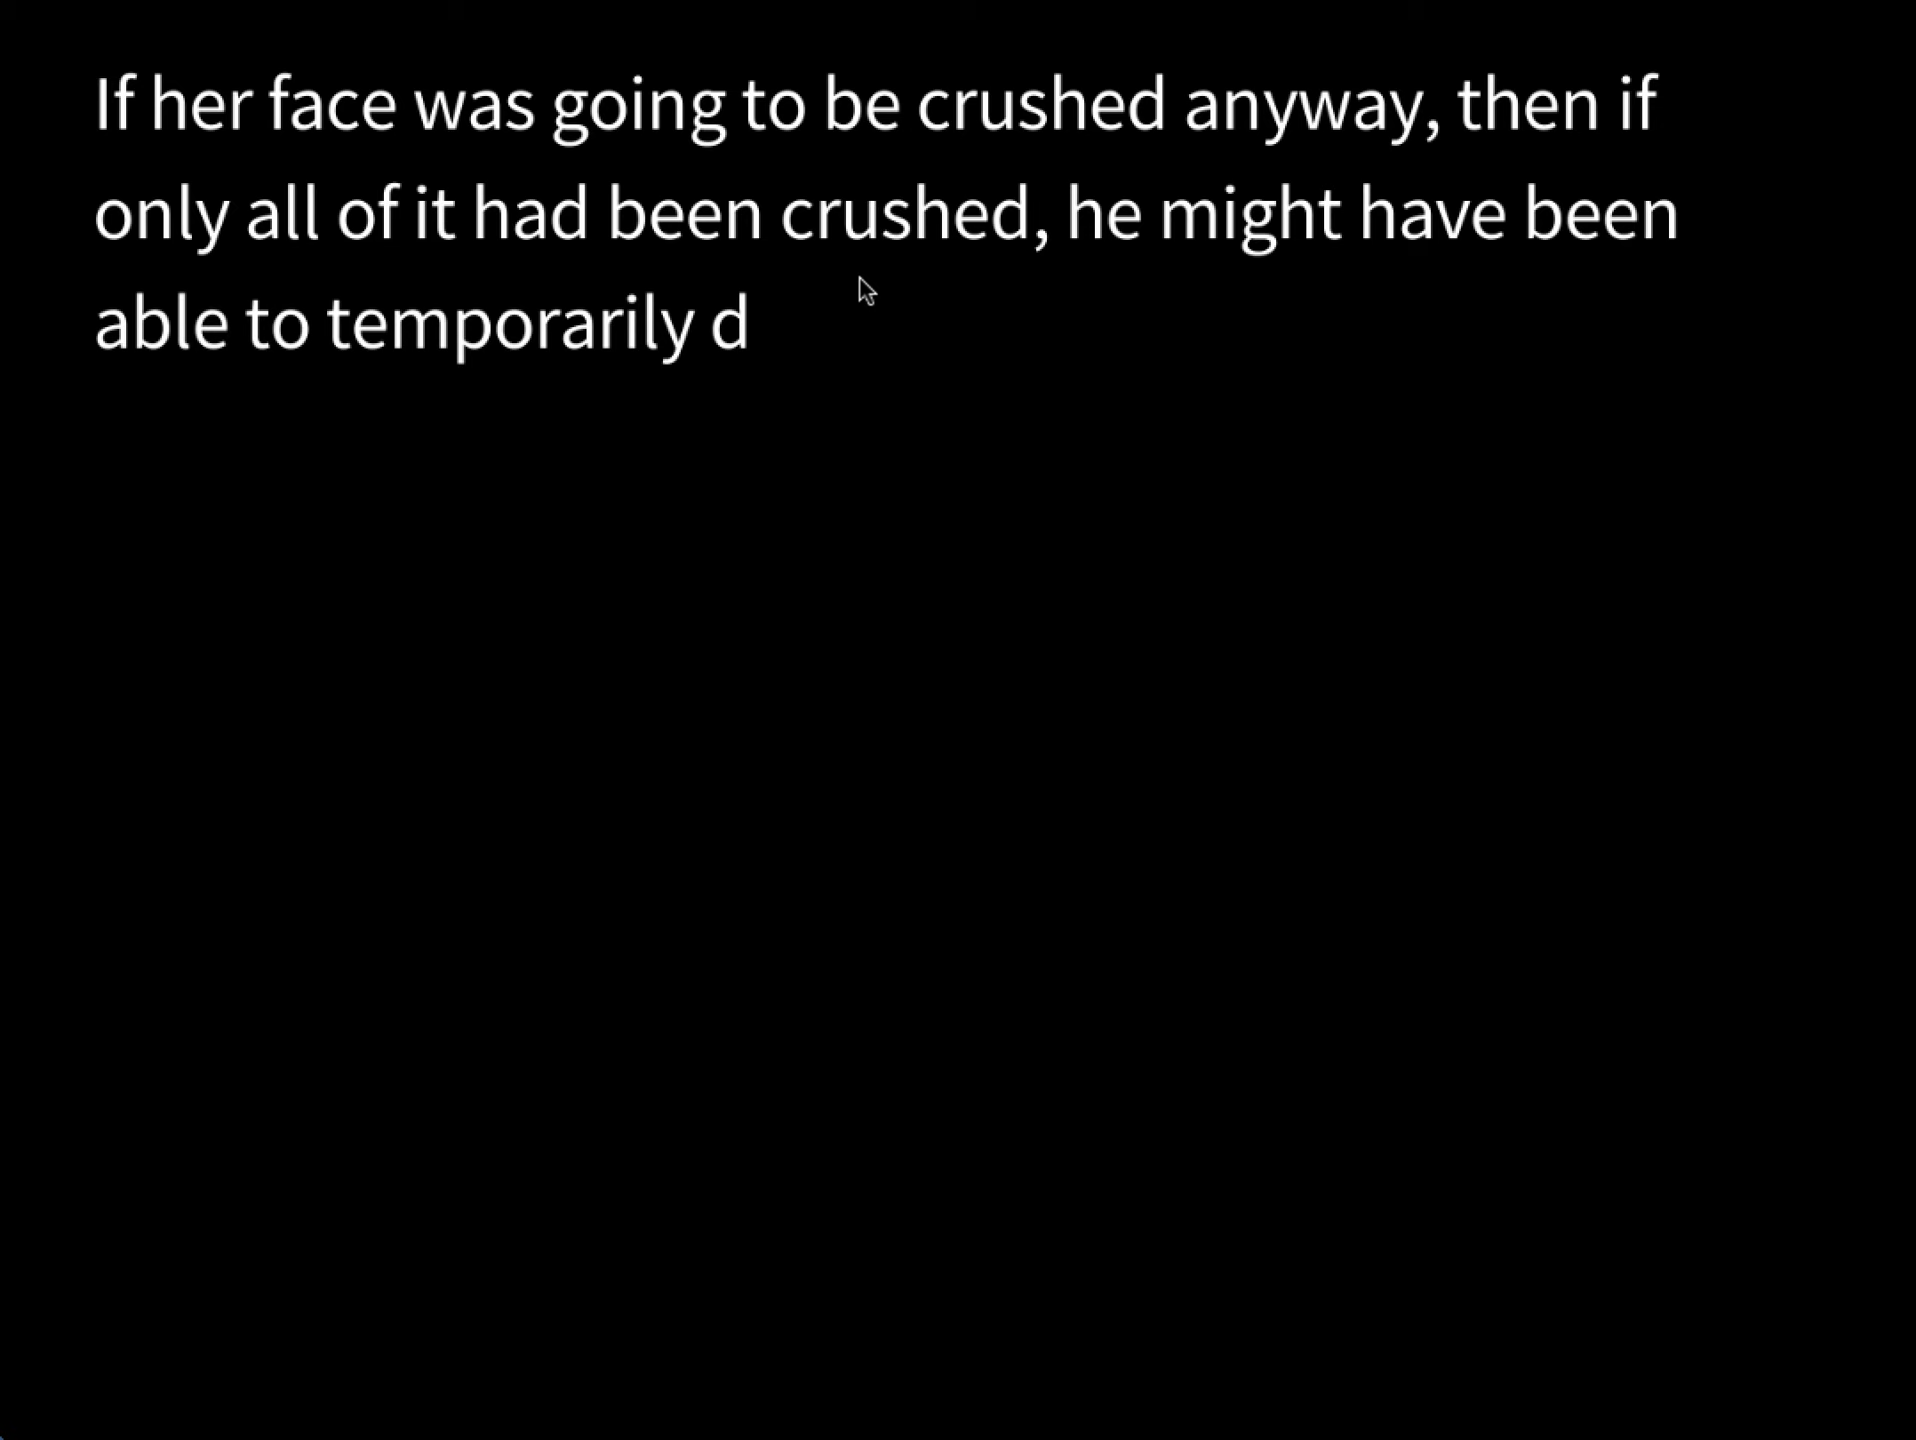 If her face was going to be crushed anyway, then if
only all of it had been crushed, he might have been
able to temporarily d